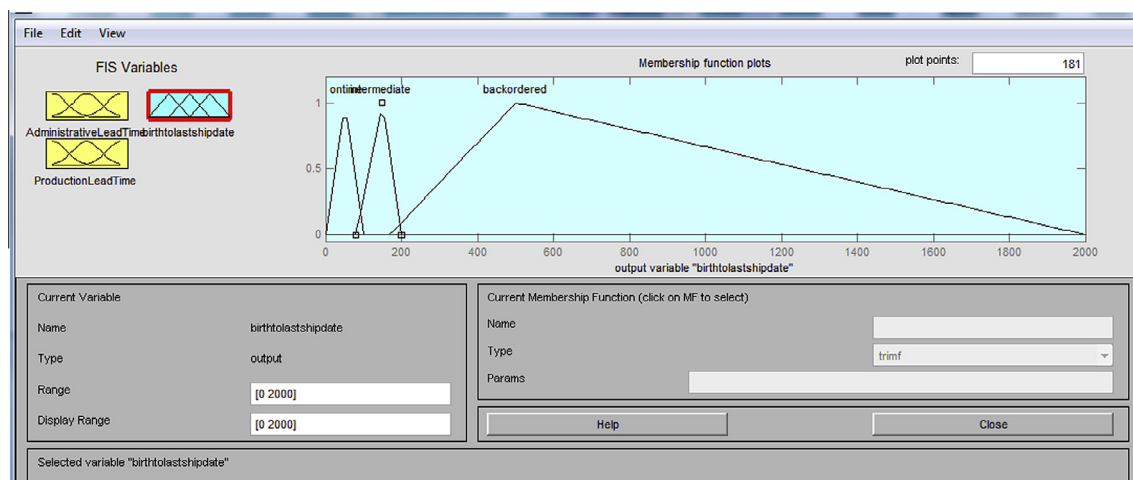 File Edit View
FIS Variables
Membership function plots
plot points:
181
AdministrativeLeadTime
birthtolastshipdate
ProductionLeadTime
ontime
intermediate
backordered
1
0.5
0
0 200 400 600 800 1000 1200 1400 1600 1800 2000
output variable "birthtolastshipdate"
Current Variable
Name birthtolastshipdate
Type output
Range [0 2000]
Display Range [0 2000]
Current Membership Function (click on MF to select)
Name
Type trimf
Params
Help Close
Selected variable "birthtolastshipdate"